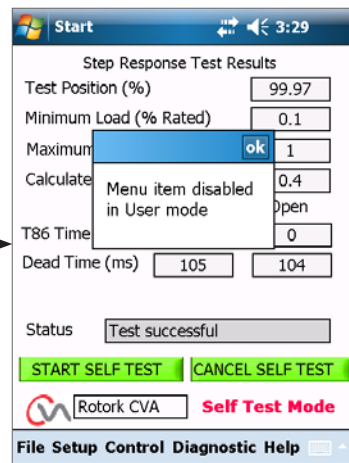 Start 3:29
Step Response Test Results
Test Position (%) 99.97
Minimum Load (% Rated) 0.1
Maximum 1
ok
Calculate 0.4
Menu item disabled
in User mode
Open
T86 Time 0
Dead Time (ms) 105 104
Status Test successful
START SELF TEST CANCEL SELF TEST
Rotork CVA Self Test Mode
File Setup Control Diagnostic Help